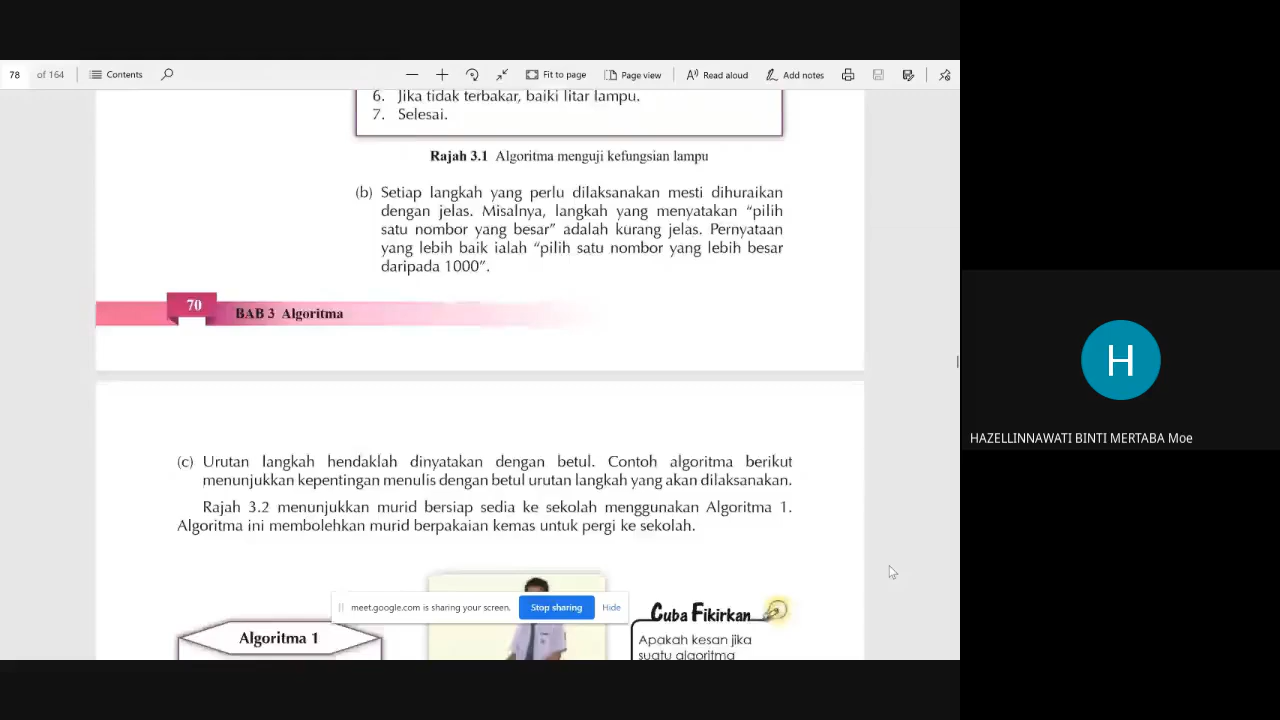 78 of 164 Contents Fit to page Page view Read aloud Add notes
6. Jika tidak terbakar, baiki litar lampu.
7. Selesai.
Rajah 3.1 Algoritma menguji kefungsian lampu
(b) Setiap langkah yang perlu dilaksanakan mesti dihuraikan
dengan jelas. Misalnya, langkah yang menyatakan “pilih
satu nombor yang besar” adalah kurang jelas. Pernyataan
yang lebih baik ialah “pilih satu nombor yang lebih besar
daripada 1000”.
70 BAB 3 Algoritma
(c) Urutan langkah hendaklah dinyatakan dengan betul. Contoh algoritma berikut
menunjukkan kepentingan menulis dengan betul urutan langkah yang akan dilaksanakan.
Rajah 3.2 menunjukkan murid bersiap sedia ke sekolah menggunakan Algoritma 1.
Algoritma ini membolehkan murid berpakaian kemas untuk pergi ke sekolah.
meet.google.com is sharing your screen. Stop sharing Hide
Algoritma 1
Cuba Fikirkan
Apakah kesan jika
suatu algoritma
H
HAZELLINNAWATI BINTI MERTABA Moe